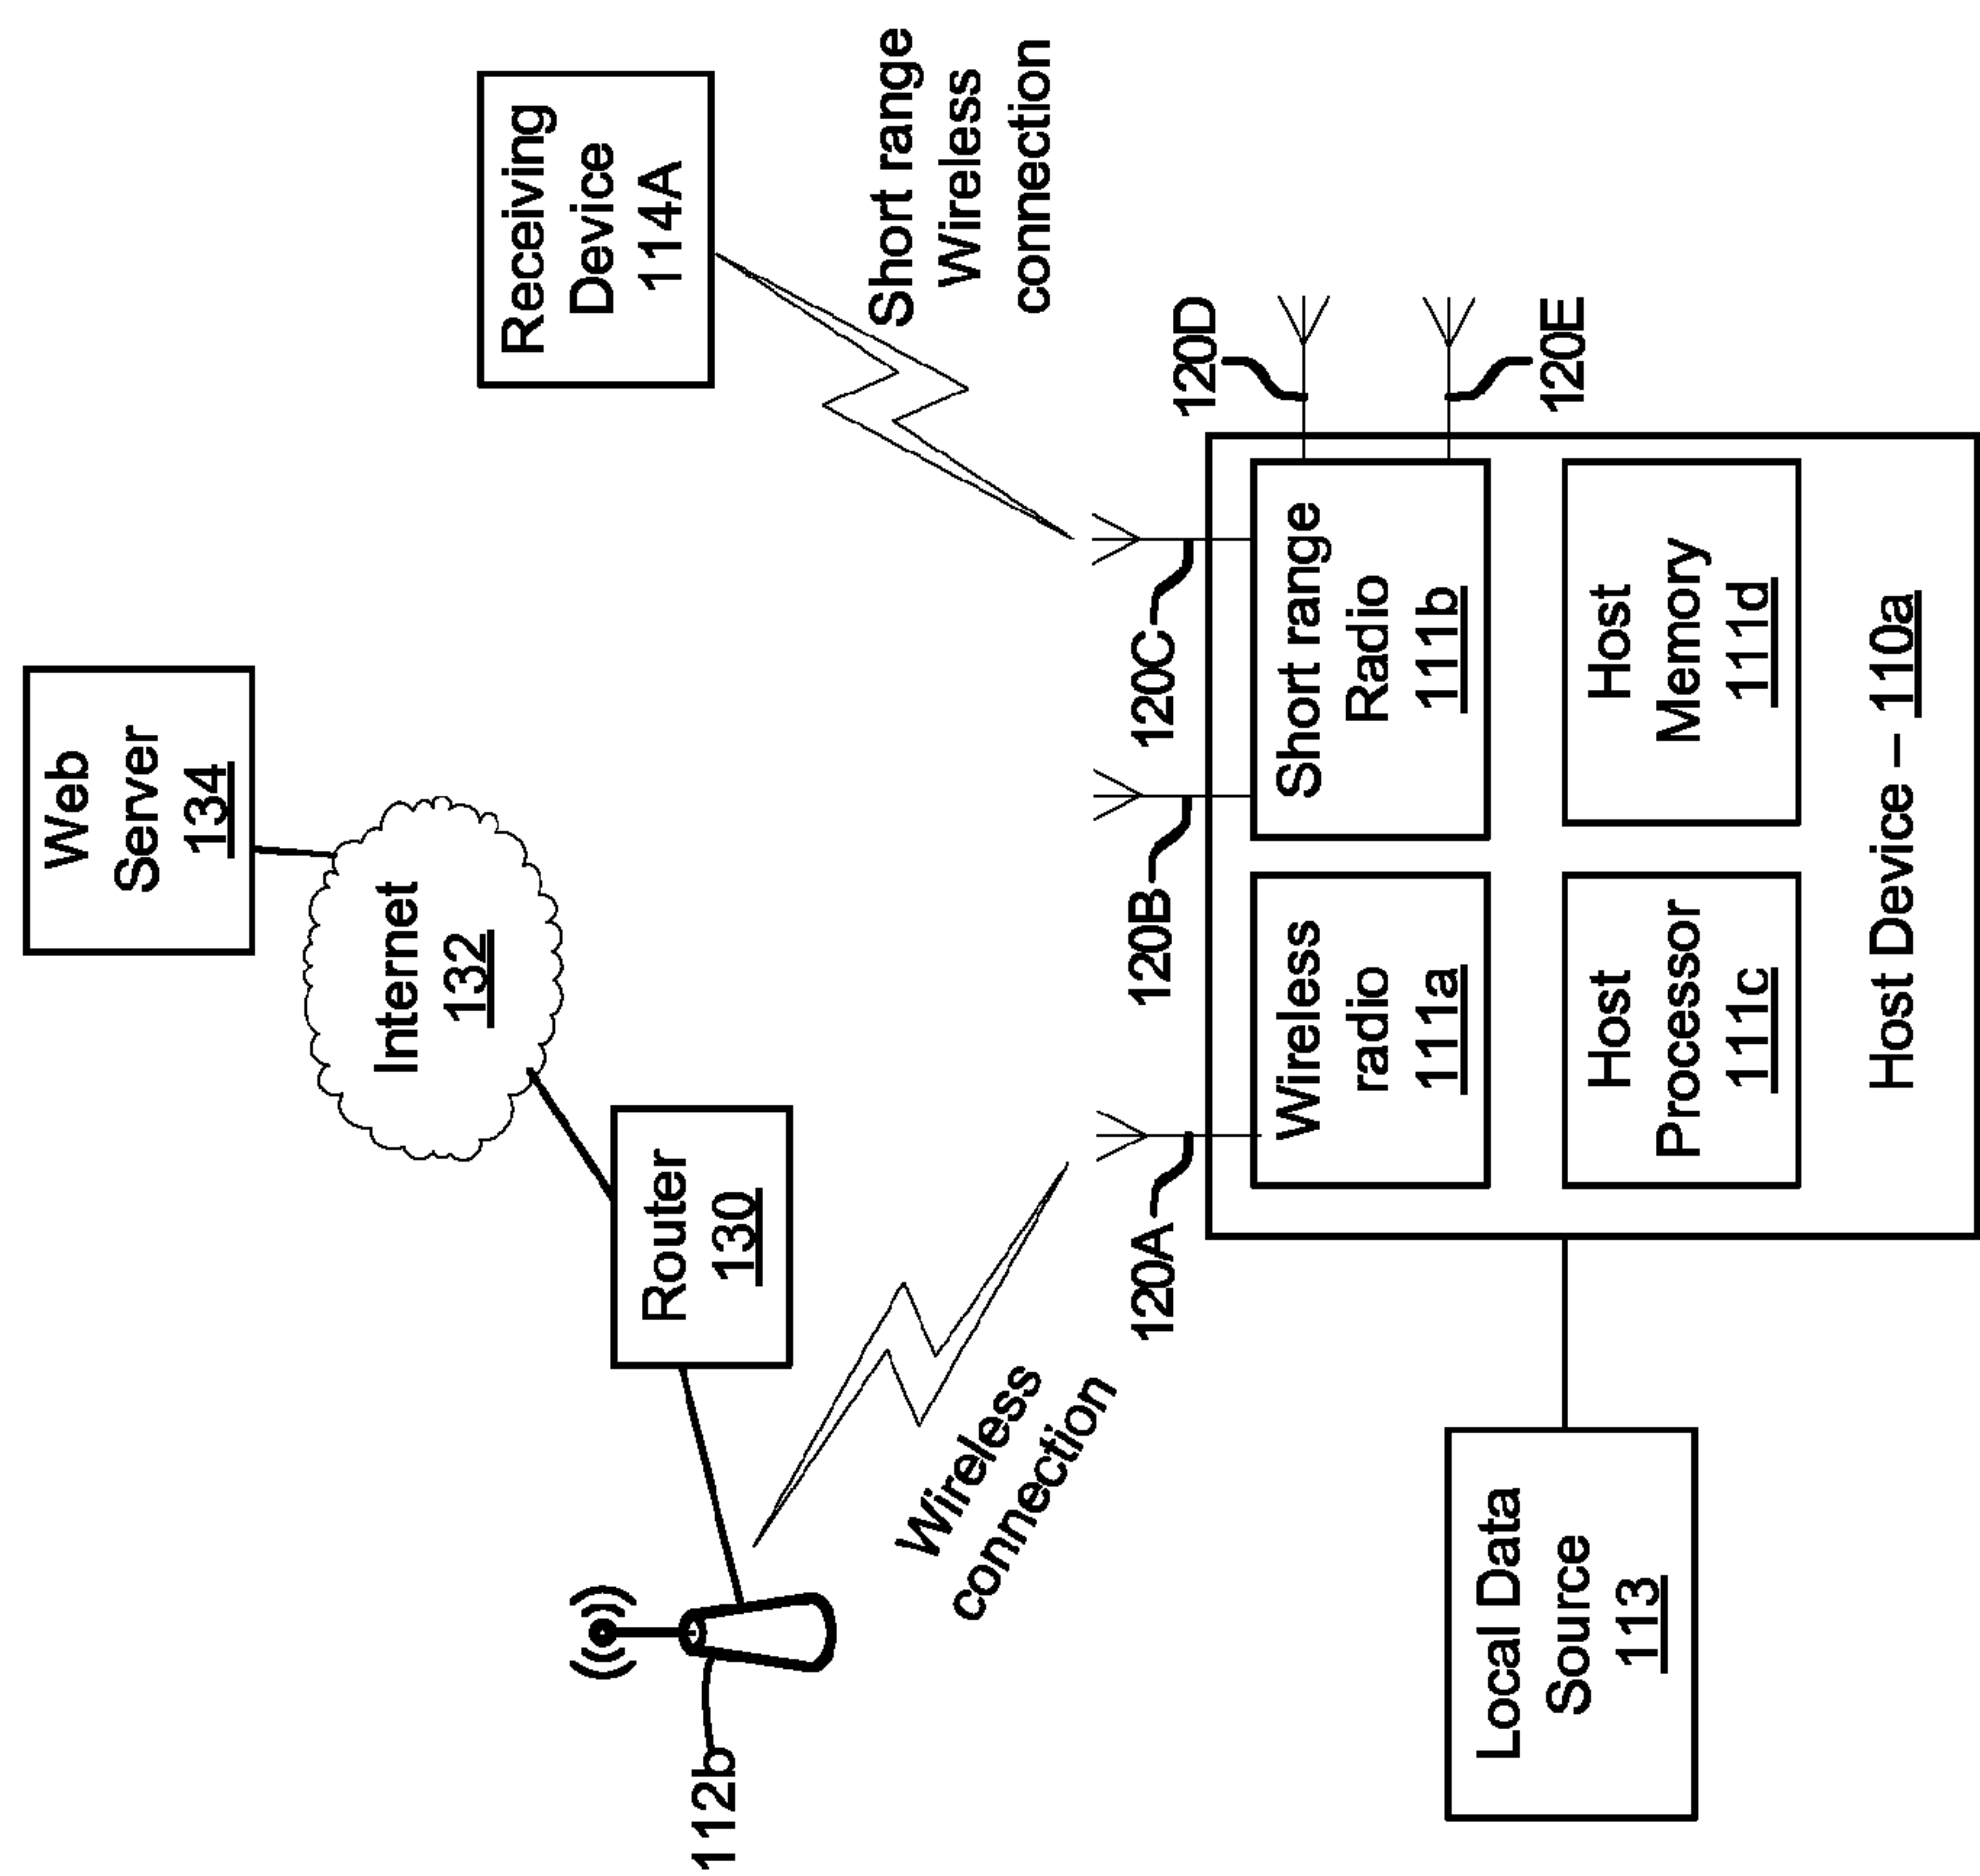 Web
Server
134
Internet
132
Receiving
Device
114A
Router
130
112b
Wireless
connection
Short range
Wireless
connection
120A
120B
120C
120D
120E
Wireless
radio
111a
Short range
Radio
111b
Local Data
Source
113
Host
Processor
111c
Host
Memory
111d
Host Device – 110a